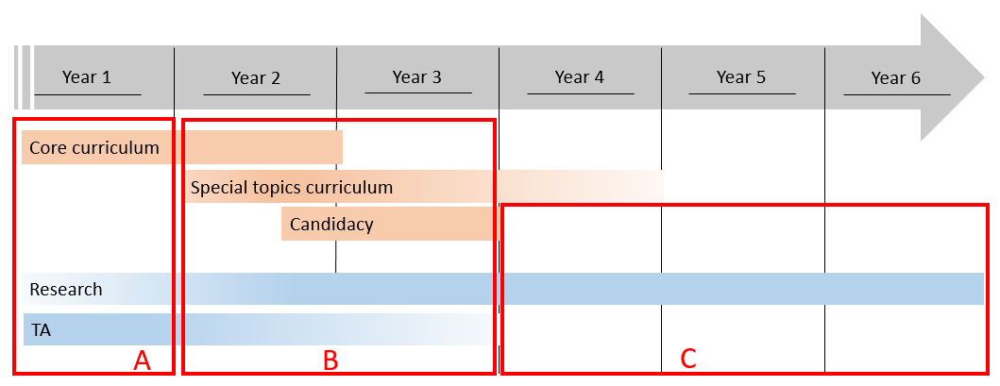 Year 1
Year 2
Year 3
Year 4
Year 5
Year 6
Core curriculum
Special topics curriculum
Candidacy
Research
TA
A
B
C